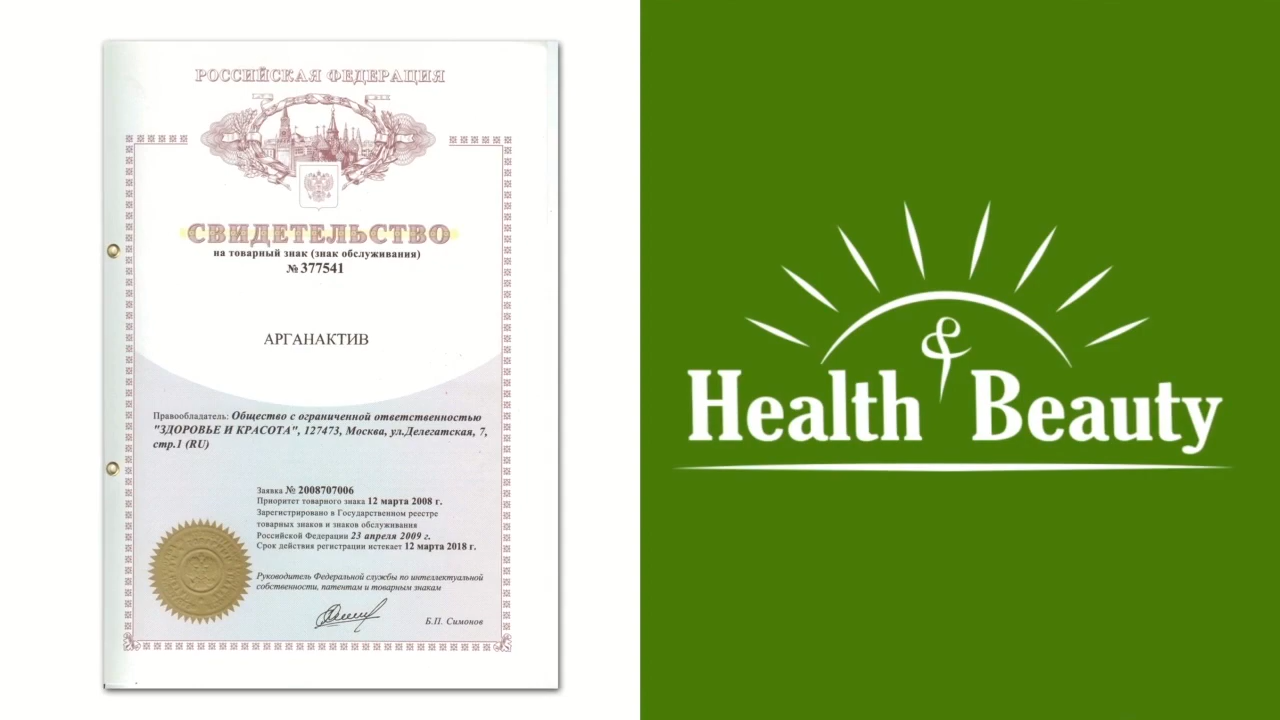 РОССИЙСКАЯ ФЕДЕРАЦИЯ
СВИДЕТЕЛЬСТВО
на товарный знак (знак обслуживания)
№ 377541
АРГАНАКТИВ
Правообладатель: Общество с ограниченной ответственностью
"ЗДОРОВЬЕ И КРАСОТА", 127473, Москва, ул.Делегатская, 7,
стр.1 (RU)
Заявка № 2008707006
Приоритет товарного знака 12 марта 2008 г.
Зарегистрировано в Государственном реестре
товарных знаков и знаков обслуживания
Российской Федерации 23 апреля 2009 г.
Срок действия регистрации истекает 12 марта 2018 г.
Руководитель Федеральной службы по интеллектуальной
собственности, патентам и товарным знакам
Б.П. Симонов
Health & Beauty